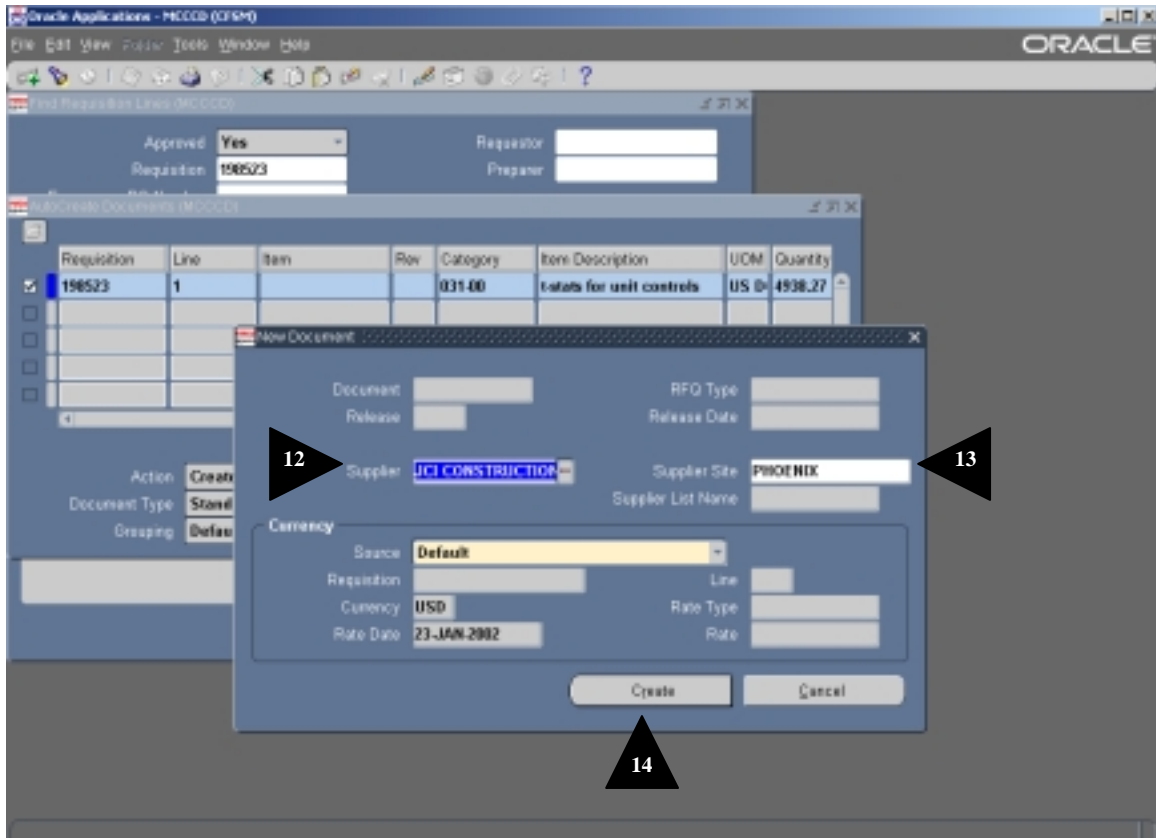 Oracle Applications - MCCCD (CFSM)
File Edit View Folder Tools Window Help
ORACLE
Find Requisition Lines (MCCCD)
Approved Yes
Requestor
Requisition 198523
Preparer
AutoCreate Documents (MCCCD)
Requisition Line Item Rev Category Item Description UOM Quantity
198523 1 031-00 t-stats for unit controls US D 4938.27
New Document
Document
RFQ Type
Release
Release Date
12
Supplier JCI CONSTRUCTION
Supplier Site PHOENIX
13
Supplier List Name
Action Creat
Document Type Stand
Grouping Defau
Currency
Source Default
Requisition
Line
Currency USD
Rate Type
Rate Date 23-JAN-2002
Rate
Create
Cancel
14